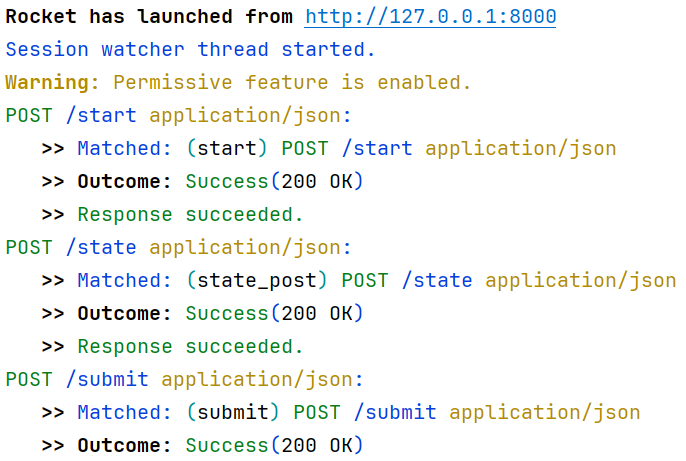 Rocket has launched from http://127.0.0.1:8000
Session watcher thread started.
Warning: Permissive feature is enabled.
POST /start application/json:
>> Matched: (start) POST /start application/json
>> Outcome: Success(200 OK)
>> Response succeeded.
POST /state application/json:
>> Matched: (state_post) POST /state application/json
>> Outcome: Success(200 OK)
>> Response succeeded.
POST /submit application/json:
>> Matched: (submit) POST /submit application/json
>> Outcome: Success(200 OK)